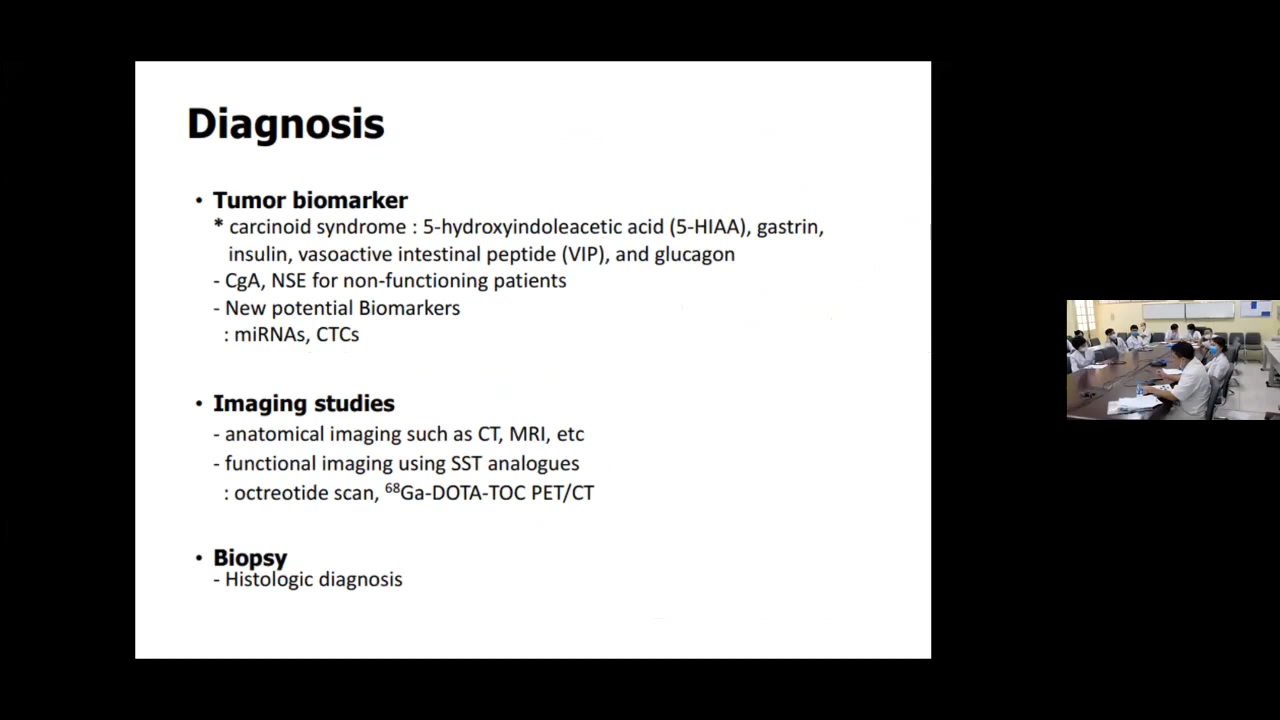 Diagnosis
• Tumor biomarker
* carcinoid syndrome : 5-hydroxyindoleacetic acid (5-HIAA), gastrin,
insulin, vasoactive intestinal peptide (VIP), and glucagon
- CgA, NSE for non-functioning patients
- New potential Biomarkers
: miRNAs, CTCs
• Imaging studies
- anatomical imaging such as CT, MRI, etc
- functional imaging using SST analogues
: octreotide scan, ⁶⁸Ga-DOTA-TOC PET/CT
• Biopsy
- Histologic diagnosis